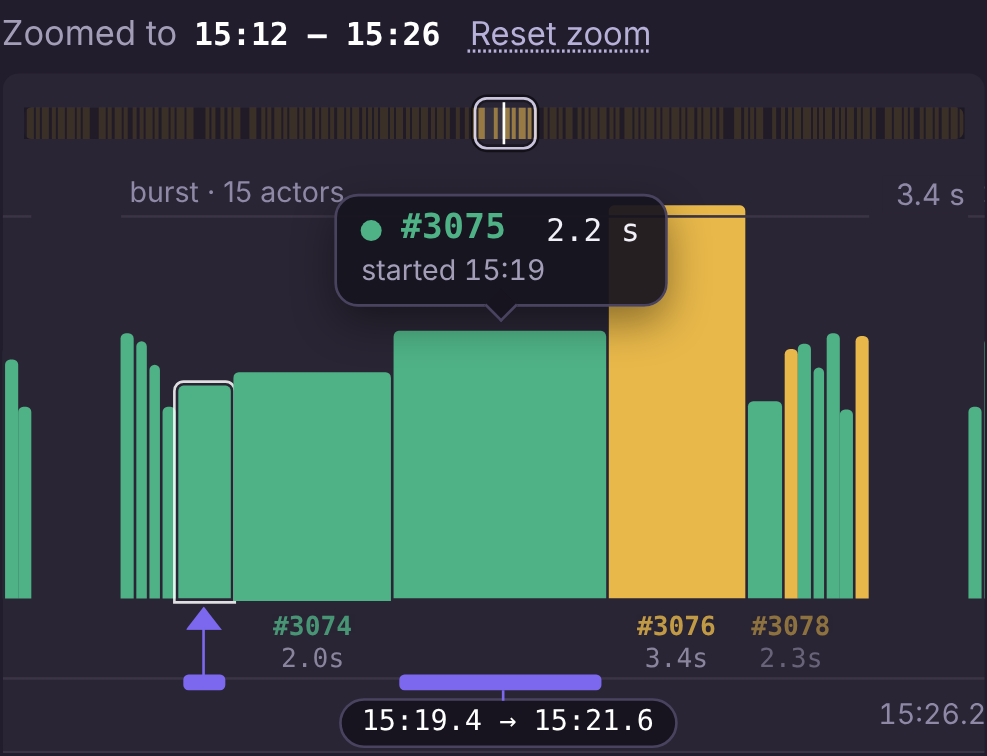 Zoomed to 15:12 – 15:26 Reset zoom
burst · 15 actors
3.4 s
#3075 2.2 s
started 15:19
#3074 #3076 #3078
2.0s 3.4s 2.3s
15:19.4 → 15:21.6
15:26.2